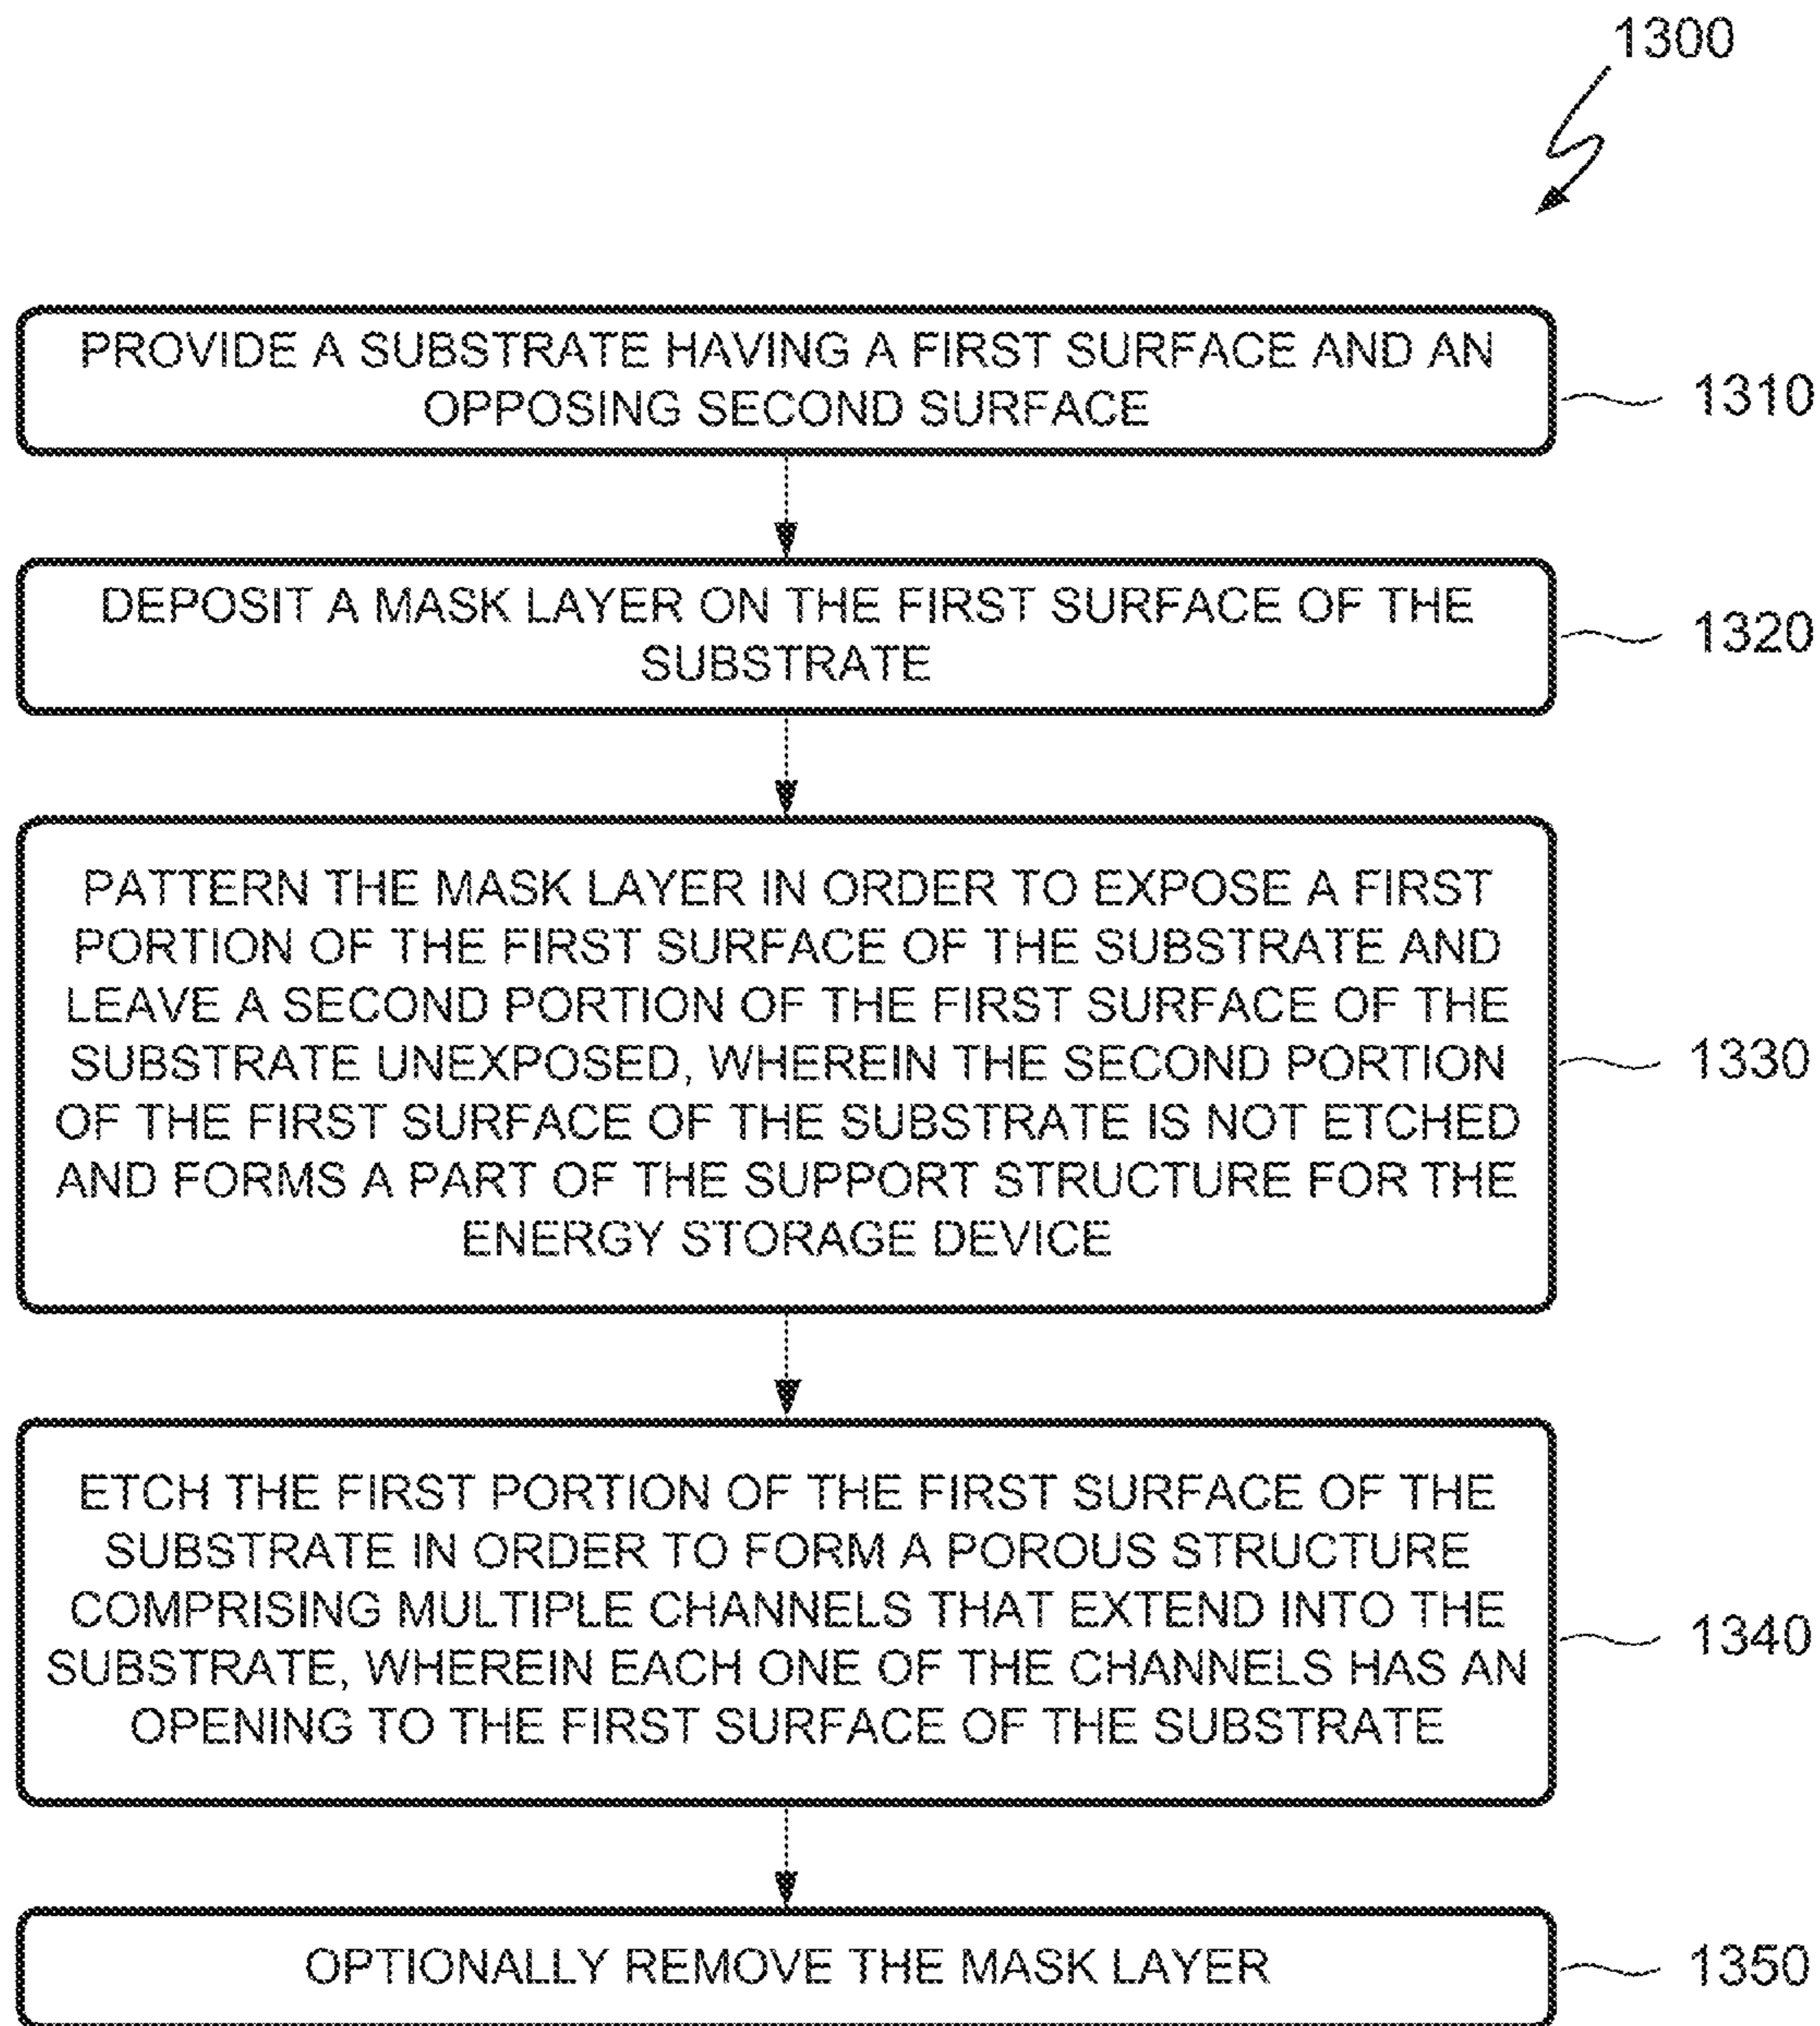 1300
PROVIDE A SUBSTRATE HAVING A FIRST SURFACE AND AN
OPPOSING SECOND SURFACE
1310
DEPOSIT A MASK LAYER ON THE FIRST SURFACE OF THE
SUBSTRATE
1320
PATTERN THE MASK LAYER IN ORDER TO EXPOSE A FIRST
PORTION OF THE FIRST SURFACE OF THE SUBSTRATE AND
LEAVE A SECOND PORTION OF THE FIRST SURFACE OF THE
SUBSTRATE UNEXPOSED, WHEREIN THE SECOND PORTION
OF THE FIRST SURFACE OF THE SUBSTRATE IS NOT ETCHED
AND FORMS A PART OF THE SUPPORT STRUCTURE FOR THE
ENERGY STORAGE DEVICE
1330
ETCH THE FIRST PORTION OF THE FIRST SURFACE OF THE
SUBSTRATE IN ORDER TO FORM A POROUS STRUCTURE
COMPRISING MULTIPLE CHANNELS THAT EXTEND INTO THE
SUBSTRATE, WHEREIN EACH ONE OF THE CHANNELS HAS AN
OPENING TO THE FIRST SURFACE OF THE SUBSTRATE
1340
OPTIONALLY REMOVE THE MASK LAYER
1350